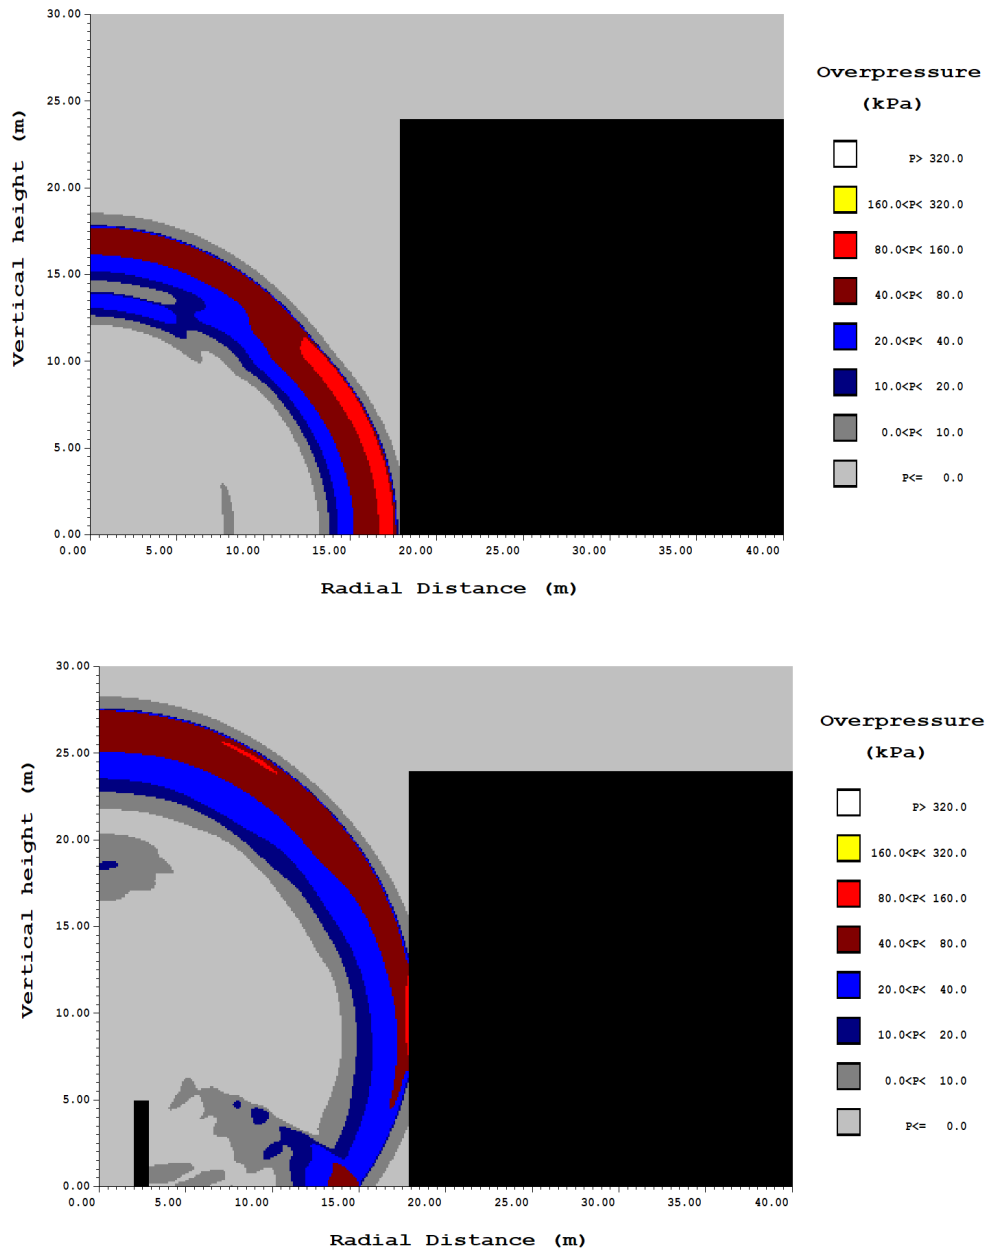 30.00
25.00
20.00
15.00
10.00
5.00
0.00
Vertical height (m)
0.00 5.00 10.00 15.00 20.00 25.00 30.00 35.00 40.00
Radial Distance (m)
Overpressure
(kPa)
P> 320.0
160.0<P< 320.0
80.0<P< 160.0
40.0<P< 80.0
20.0<P< 40.0
10.0<P< 20.0
0.0<P< 10.0
P<= 0.0
30.00
25.00
20.00
15.00
10.00
5.00
0.00
Vertical height (m)
0.00 5.00 10.00 15.00 20.00 25.00 30.00 35.00 40.00
Radial Distance (m)
Overpressure
(kPa)
P> 320.0
160.0<P< 320.0
80.0<P< 160.0
40.0<P< 80.0
20.0<P< 40.0
10.0<P< 20.0
0.0<P< 10.0
P<= 0.0